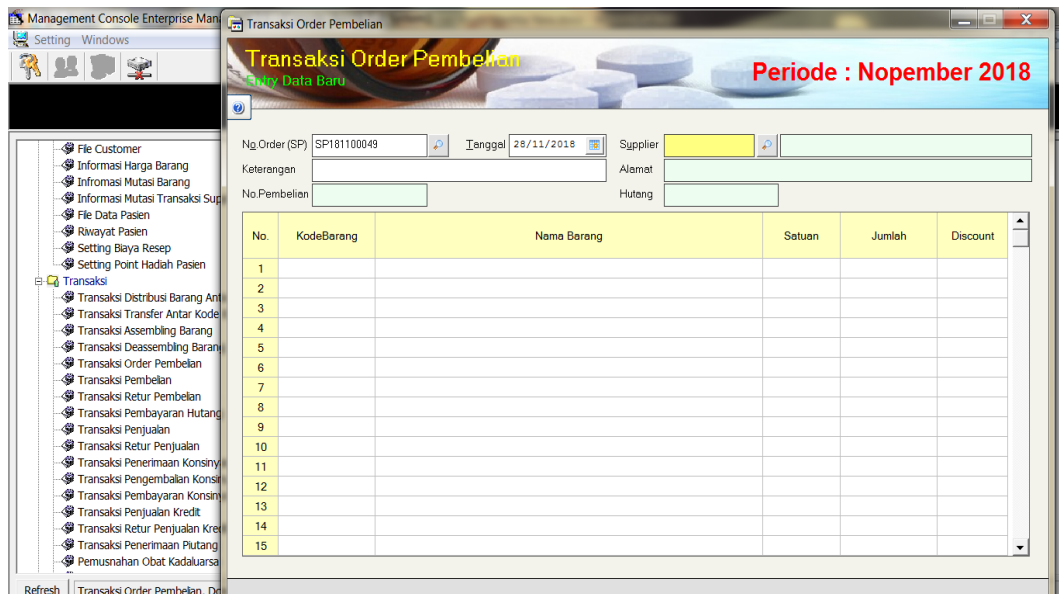 Management Console Enterprise Man
Setting Windows
Transaksi Order Pembelian
Transaksi Order Pembelian
Entry Data Baru
Periode : Nopember 2018
No.Order (SP) SP181100049 Tanggal 28/11/2018 Supplier
Keterangan Alamat
No.Pembelian Hutang
No. KodeBarang Nama Barang Satuan Jumlah Discount
1
2
3
4
5
6
7
8
9
10
11
12
13
14
15
File Customer
Informasi Harga Barang
Infromasi Mutasi Barang
Informasi Mutasi Transaksi Sup
File Data Pasien
Riwayat Pasien
Setting Biaya Resep
Setting Point Hadiah Pasien
Transaksi
Transaksi Distribusi Barang Ant
Transaksi Transfer Antar Kode
Transaksi Assembling Barang
Transaksi Deassembling Barang
Transaksi Order Pembelian
Transaksi Pembelian
Transaksi Retur Pembelian
Transaksi Pembayaran Hutang
Transaksi Penjualan
Transaksi Retur Penjualan
Transaksi Penerimaan Konsiny
Transaksi Pengembalian Konsin
Transaksi Pembayaran Konsiny
Transaksi Penjualan Kredit
Transaksi Retur Penjualan Kred
Transaksi Penerimaan Piutang
Pemusnahan Obat Kadaluarsa
Refresh Transaksi Order Pembelian, Do